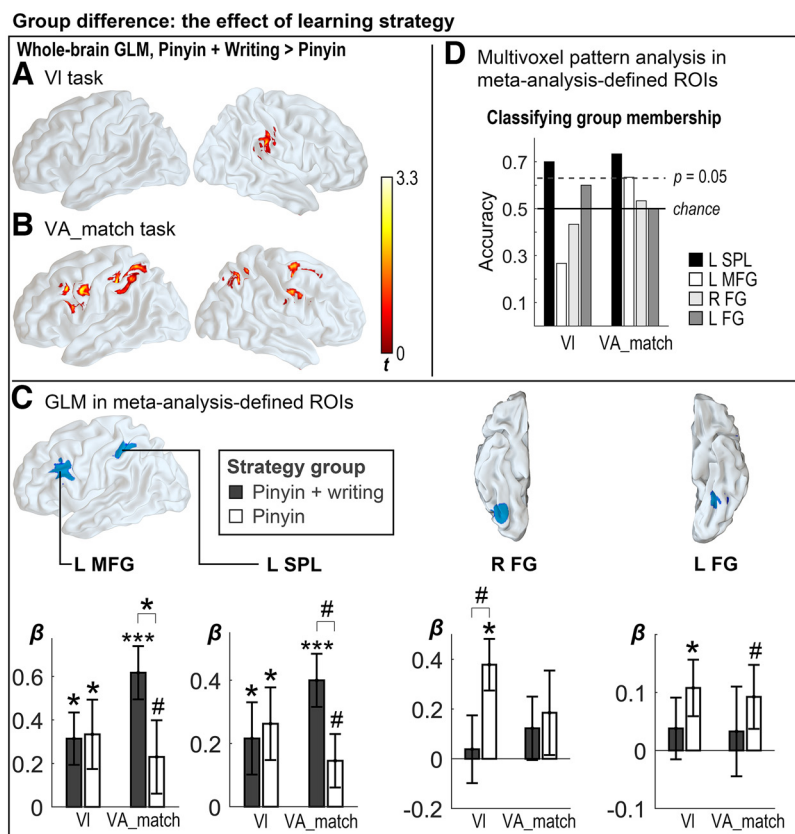 Group difference: the effect of learning strategy
Whole-brain GLM, Pinyin + Writing > Pinyin
A VI task
3.3
0
t
B VA_match task
D Multivoxel pattern analysis in
meta-analysis-defined ROIs
Classifying group membership
Accuracy
0.7
0.5
0.3
0.1
p = 0.05
chance
L SPL
L MFG
R FG
L FG
VI VA_match
C GLM in meta-analysis-defined ROIs
Strategy group
Pinyin + writing
Pinyin
L MFG
L SPL
R FG
L FG
β
0.6
0.4
0.2
0
* * *** * #
VI VA_match
β
0.4
0.2
0
* * *** # #
VI VA_match
β
0.4
0.2
0
-0.2
# *
VI VA_match
β
0.1
0
-0.1
* #
VI VA_match